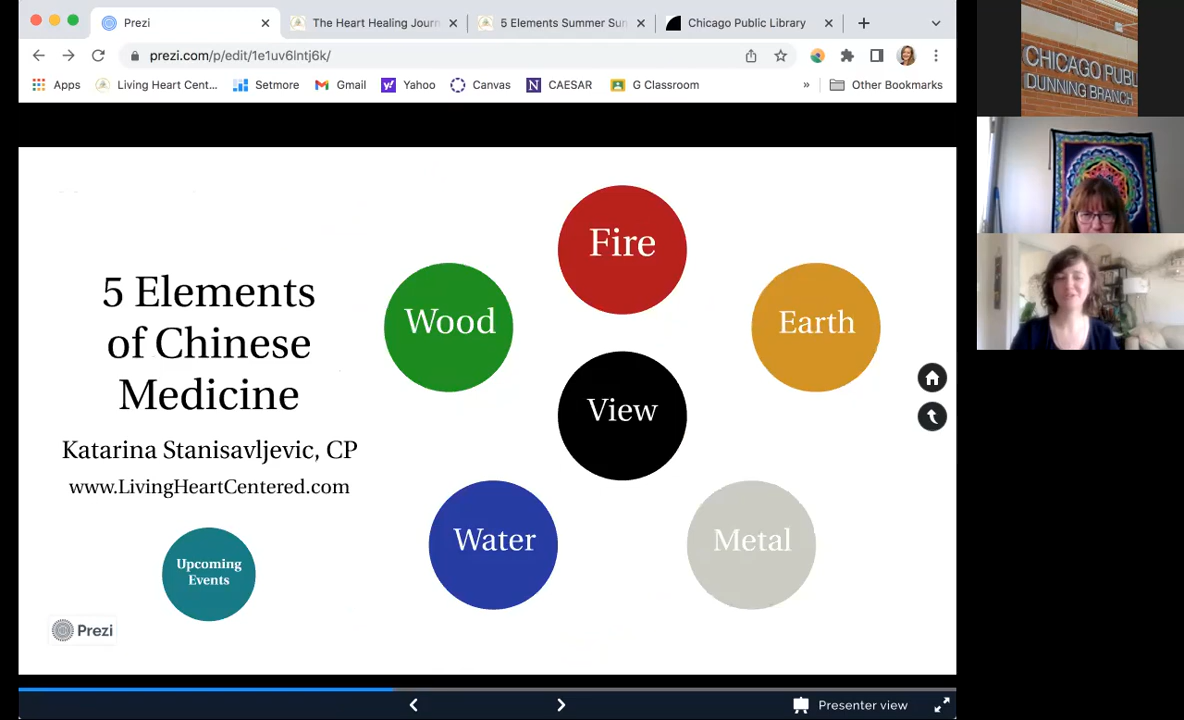 Prezi
The Heart Healing Jour
5 Elements Summer Sun
Chicago Public Library
prezi.com/p/edit/1e1uv6lntj6k/
Apps
Living Heart Cent...
Setmore
Gmail
Yahoo
Canvas
CAESAR
G Classroom
»
Other Bookmarks
CHICAGO PUBL
DUNNING BRANCH
5 Elements
of Chinese
Medicine
Katarina Stanisavljevic, CP
www.LivingHeartCentered.com
Upcoming
Events
Prezi
Fire
Wood
Earth
View
Water
Metal
Presenter view